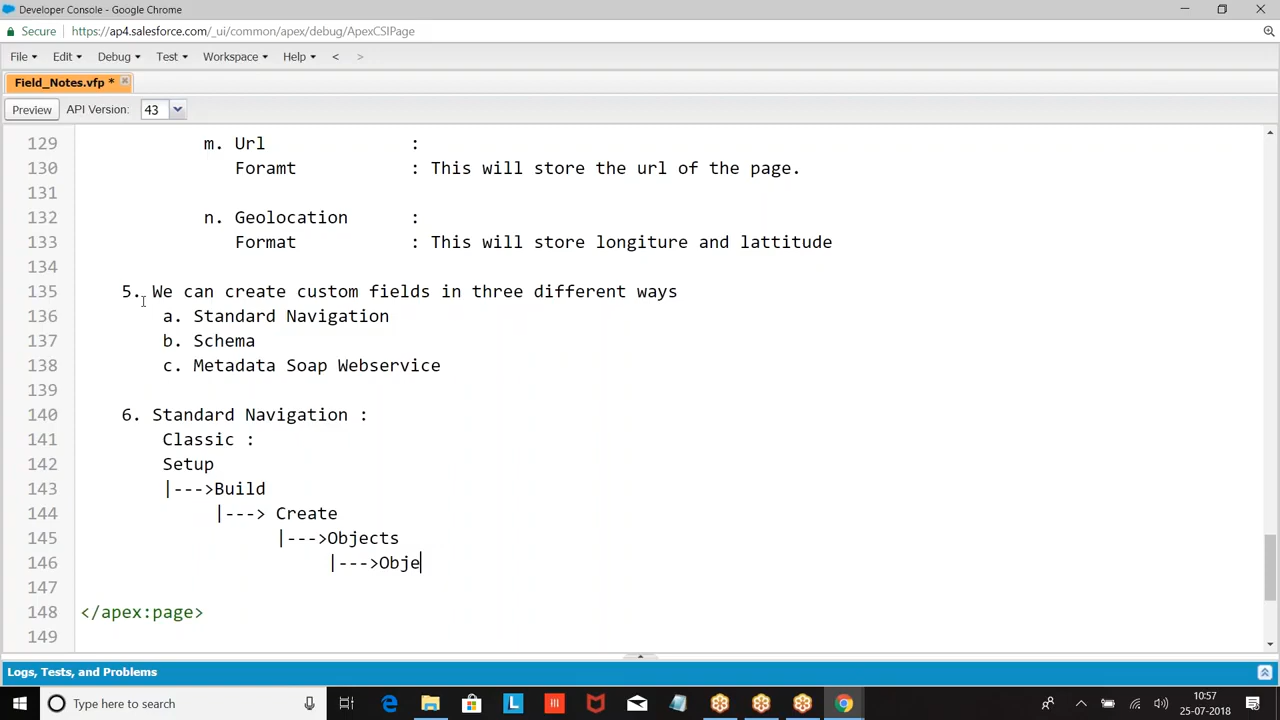 Developer Console - Google Chrome
Secure https://ap4.salesforce.com/_ui/common/apex/debug/ApexCSIPage
File Edit Debug Test Workspace Help < >
Field_Notes.vfp *
Preview API Version: 43
129 m. Url :
130 Foramt : This will store the url of the page.
131
132 n. Geolocation :
133 Format : This will store longiture and lattitude
134
135 5. We can create custom fields in three different ways
136 a. Standard Navigation
137 b. Schema
138 c. Metadata Soap Webservice
139
140 6. Standard Navigation :
141 Classic :
142 Setup
143 |--->Build
144 |---> Create
145 |--->Objects
146 |--->Obje
147
148 </apex:page>
149
Logs, Tests, and Problems
Type here to search
10:57
25-07-2018